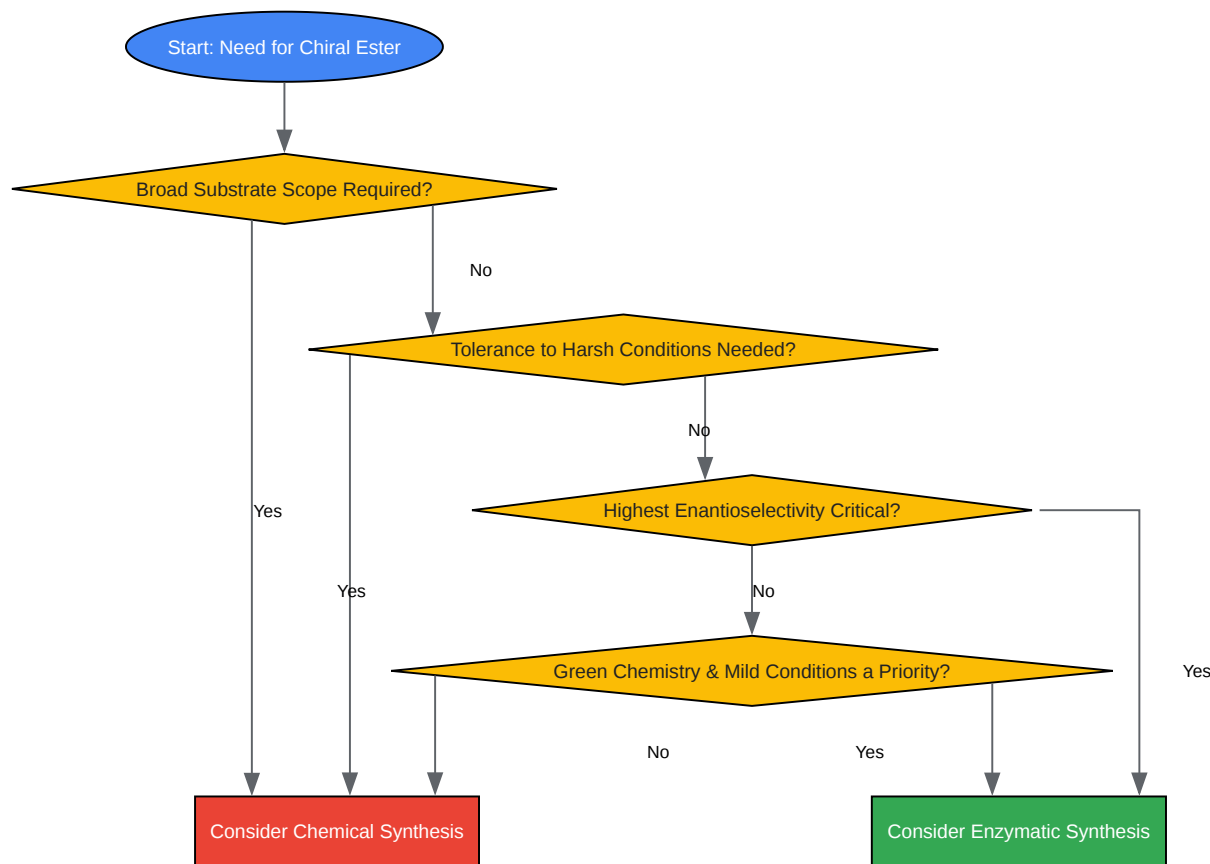 Start: Need for Chiral Ester
Broad Substrate Scope Required?
No
Tolerance to Harsh Conditions Needed?
No
Highest Enantioselectivity Critical?
Yes
Yes
No
Green Chemistry & Mild Conditions a Priority?
Yes
No
Yes
Consider Chemical Synthesis
Consider Enzymatic Synthesis